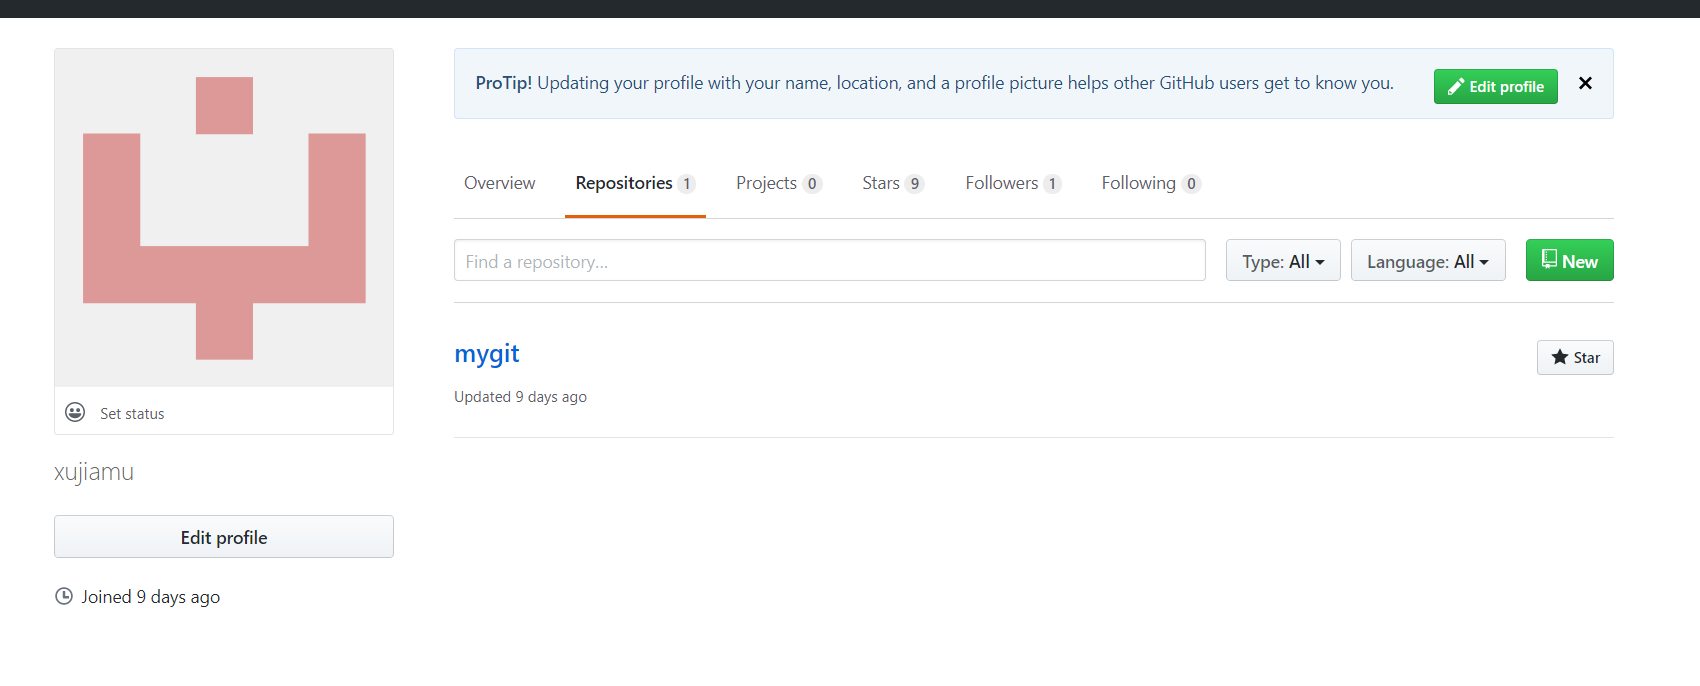 ProTip! Updating your profile with your name, location, and a profile picture helps other GitHub users get to know you.
Edit profile
Overview Repositories 1 Projects 0 Stars 9 Followers 1 Following 0
Find a repository... Type: All Language: All New
mygit Star
Updated 9 days ago
Set status
xujiamu
Edit profile
Joined 9 days ago